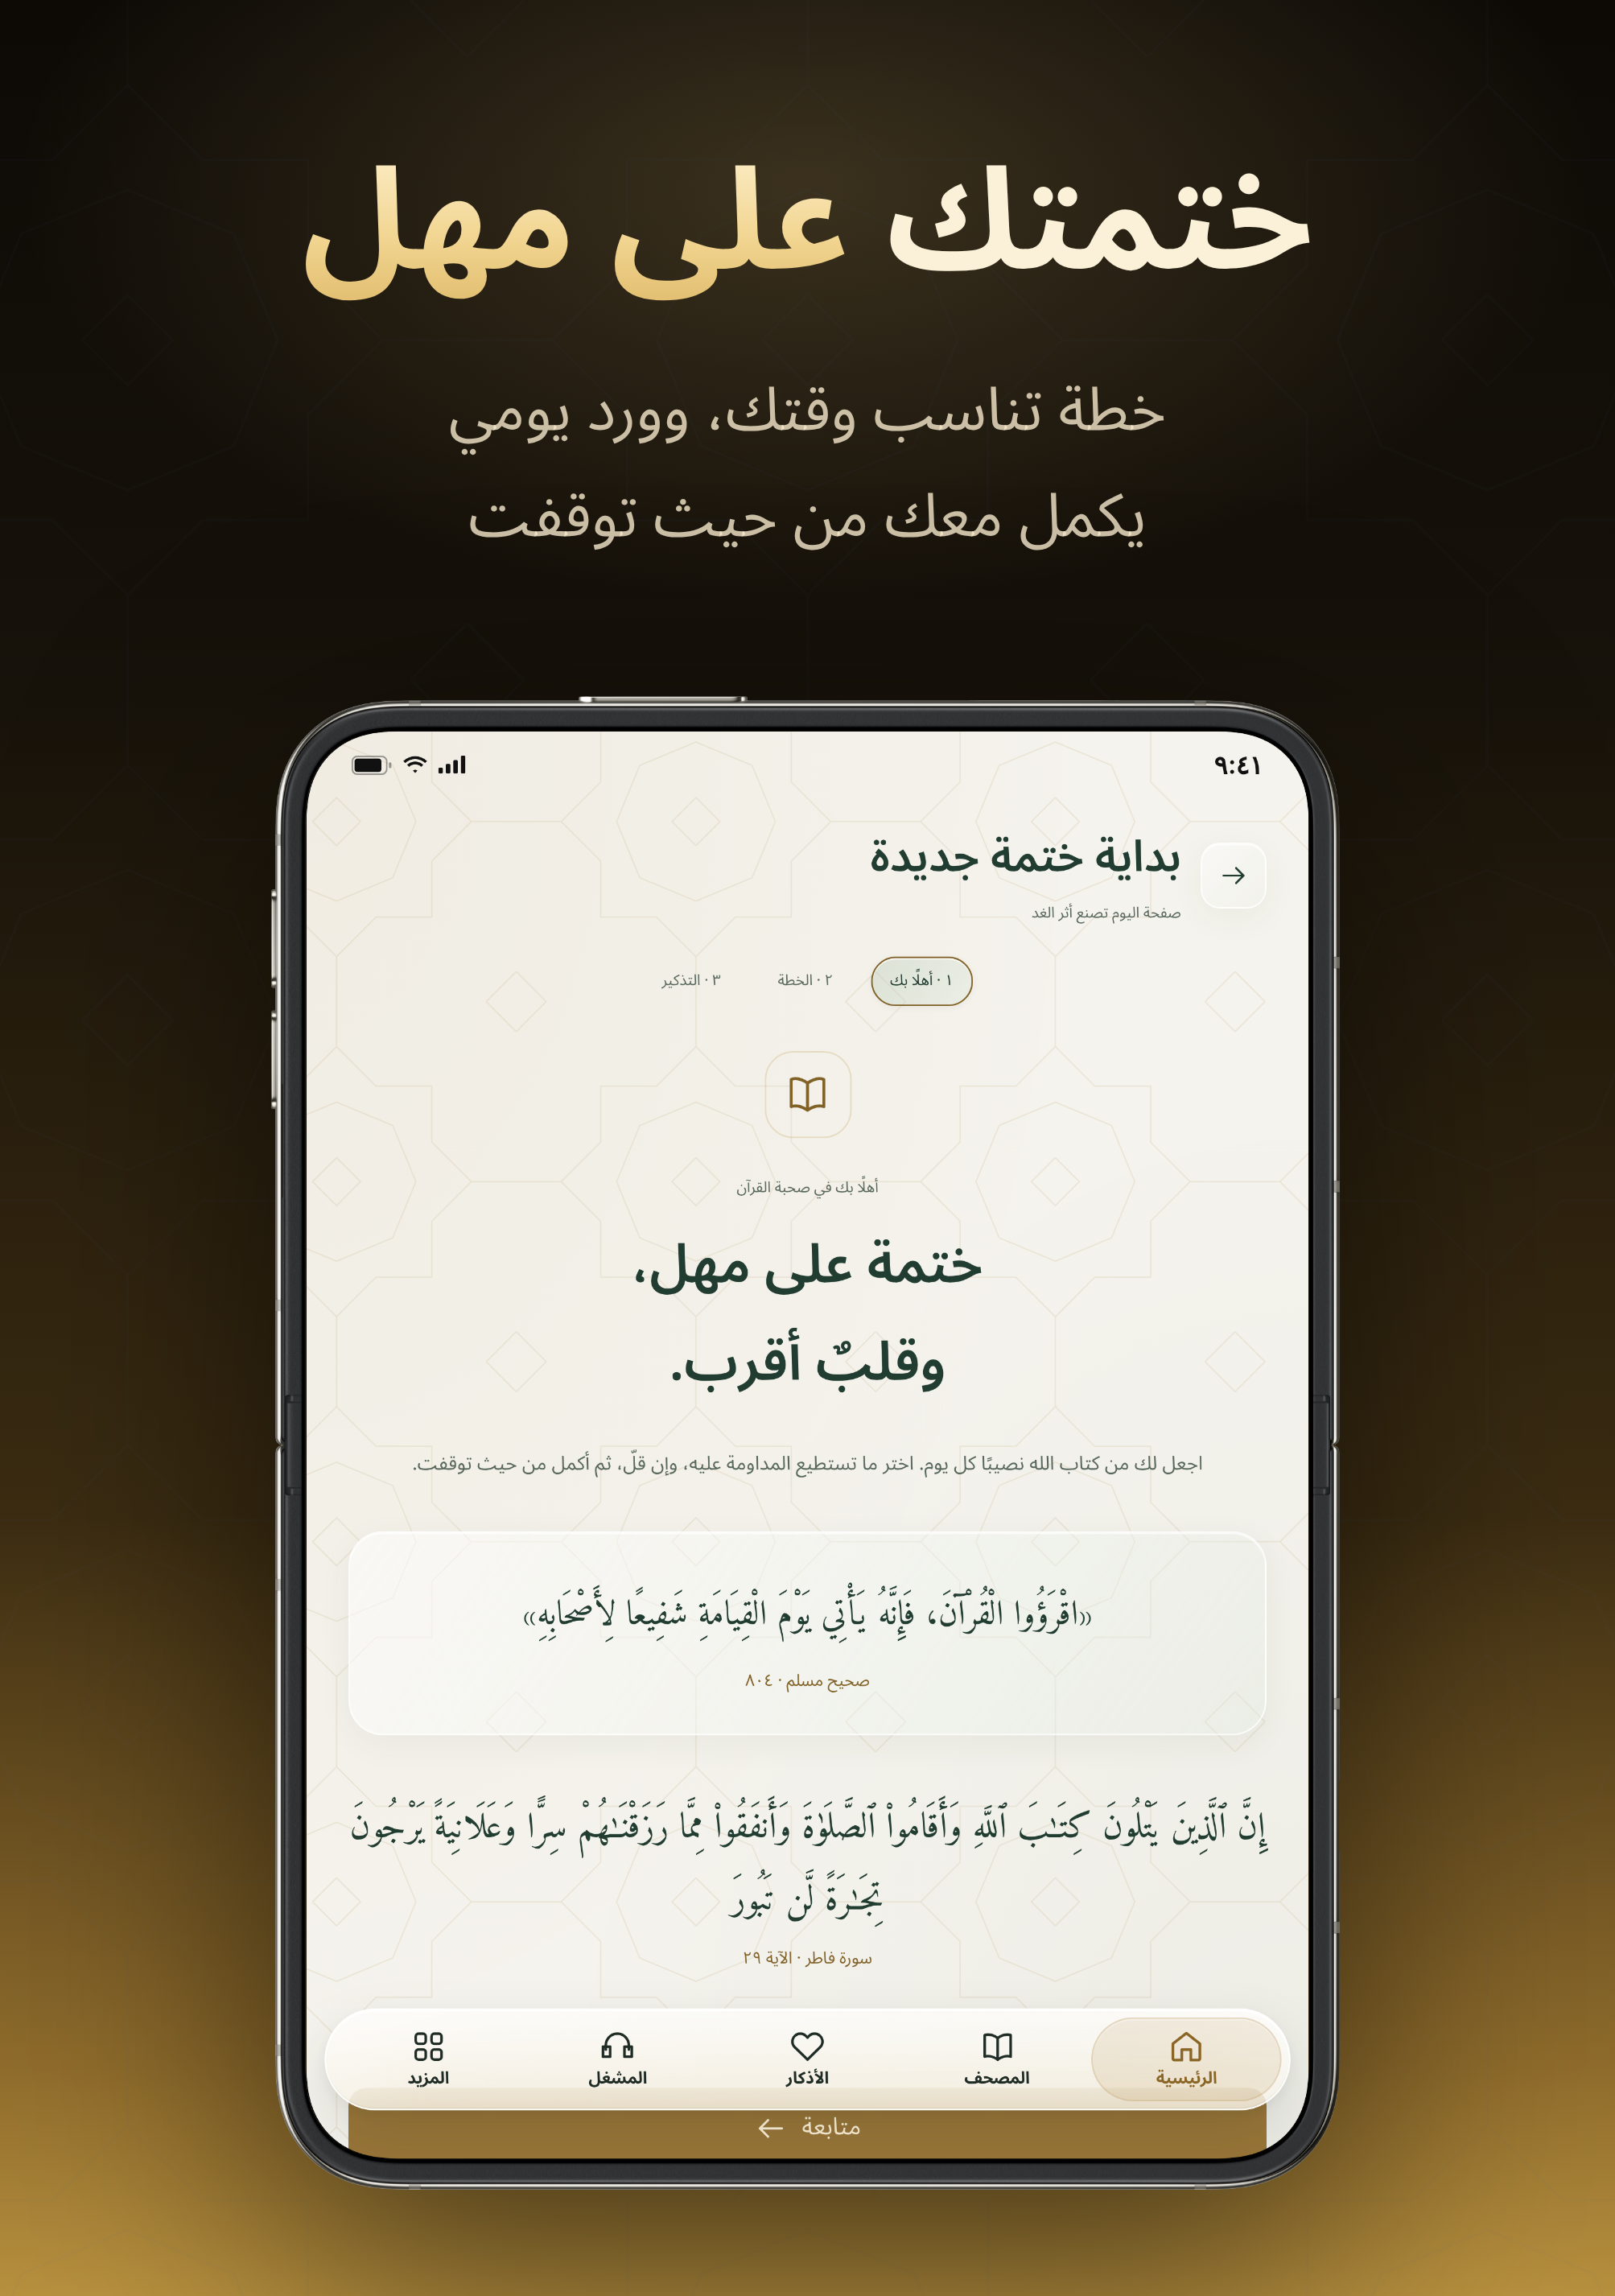 ختمتك على مهل
خطة تناسب وقتك، وورد يومي
يكمل معك من حيث توقفت
٩:٤١
بداية ختمة جديدة
صفحة اليوم تصنع أثر الغد
١ · أهلًا بك
٢ · الخطة
٣ · التذكير
أهلًا بك في صحبة القرآن
ختمة على مهل،
وقلبٌ أقرب.
اجعل لك من كتاب الله نصيبًا كل يوم. اختر ما تستطيع المداومة عليه، وإن قلّ، ثم أكمل من حيث توقفت.
«اقْرَؤُوا الْقُرْآنَ، فَإِنَّهُ يَأْتِي يَوْمَ الْقِيَامَةِ شَفِيعًا لِأَصْحَابِهِ»
صحيح مسلم · ٨٠٤
إِنَّ ٱلَّذِينَ يَتْلُونَ كِتَـٰبَ ٱللَّهِ وَأَقَامُوا۟ ٱلصَّلَوٰةَ وَأَنفَقُوا۟ مِمَّا رَزَقْنَـٰهُمْ سِرًّا وَعَلَانِيَةً يَرْجُونَ
تِجَـٰرَةً لَّن تَبُورَ
سورة فاطر · الآية ٢٩
الرئيسية
المصحف
الأذكار
المشغل
المزيد
متابعة